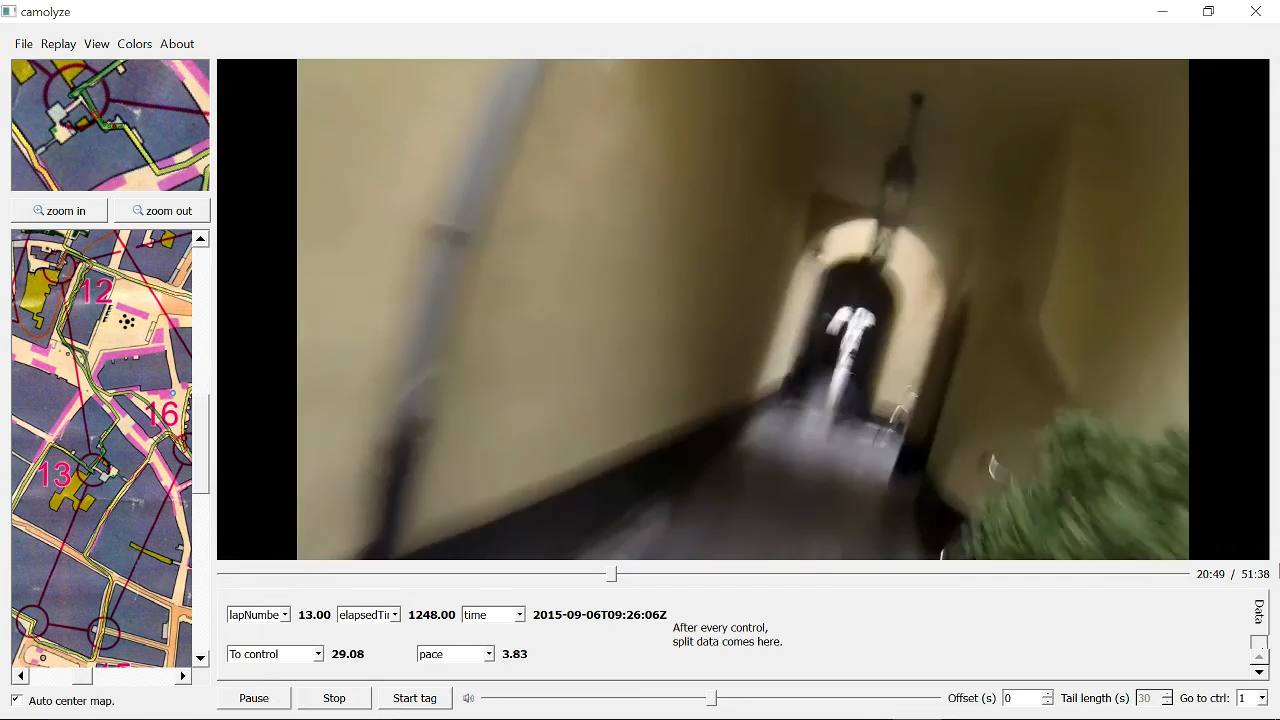 camolyze
File Replay View Colors About
zoom in zoom out
12
16
13
20:49 / 51:38
lapNumbe 13.00 elapsedTi 1248.00 time 2015-09-06T09:26:06Z
After every control,
split data comes here.
To control 29.08 pace 3.83
Data
Auto center map.
Pause Stop Start tag Offset (s) 0 Tail length (s) 30 Go to ctrl: 1